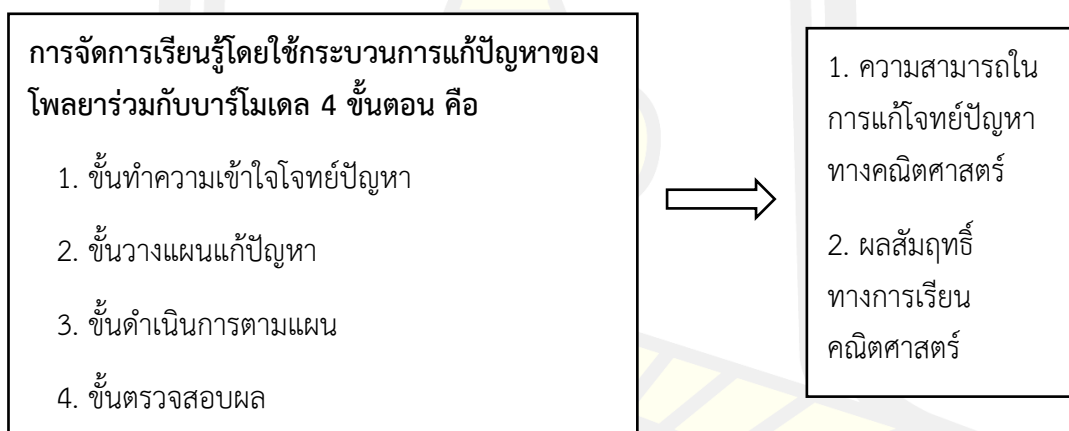 การจัดการเรียนรู้โดยใช้กระบวนการแก้ปัญหาของ
โพลยาร่วมกับบาร์โมเดล 4 ขั้นตอน คือ
1. ขั้นทำความเข้าใจโจทย์ปัญหา
2. ขั้นวางแผนแก้ปัญหา
3. ขั้นดำเนินการตามแผน
4. ขั้นตรวจสอบผล
1. ความสามารถใน
การแก้โจทย์ปัญหา
ทางคณิตศาสตร์
2. ผลสัมฤทธิ์
ทางการเรียน
คณิตศาสตร์